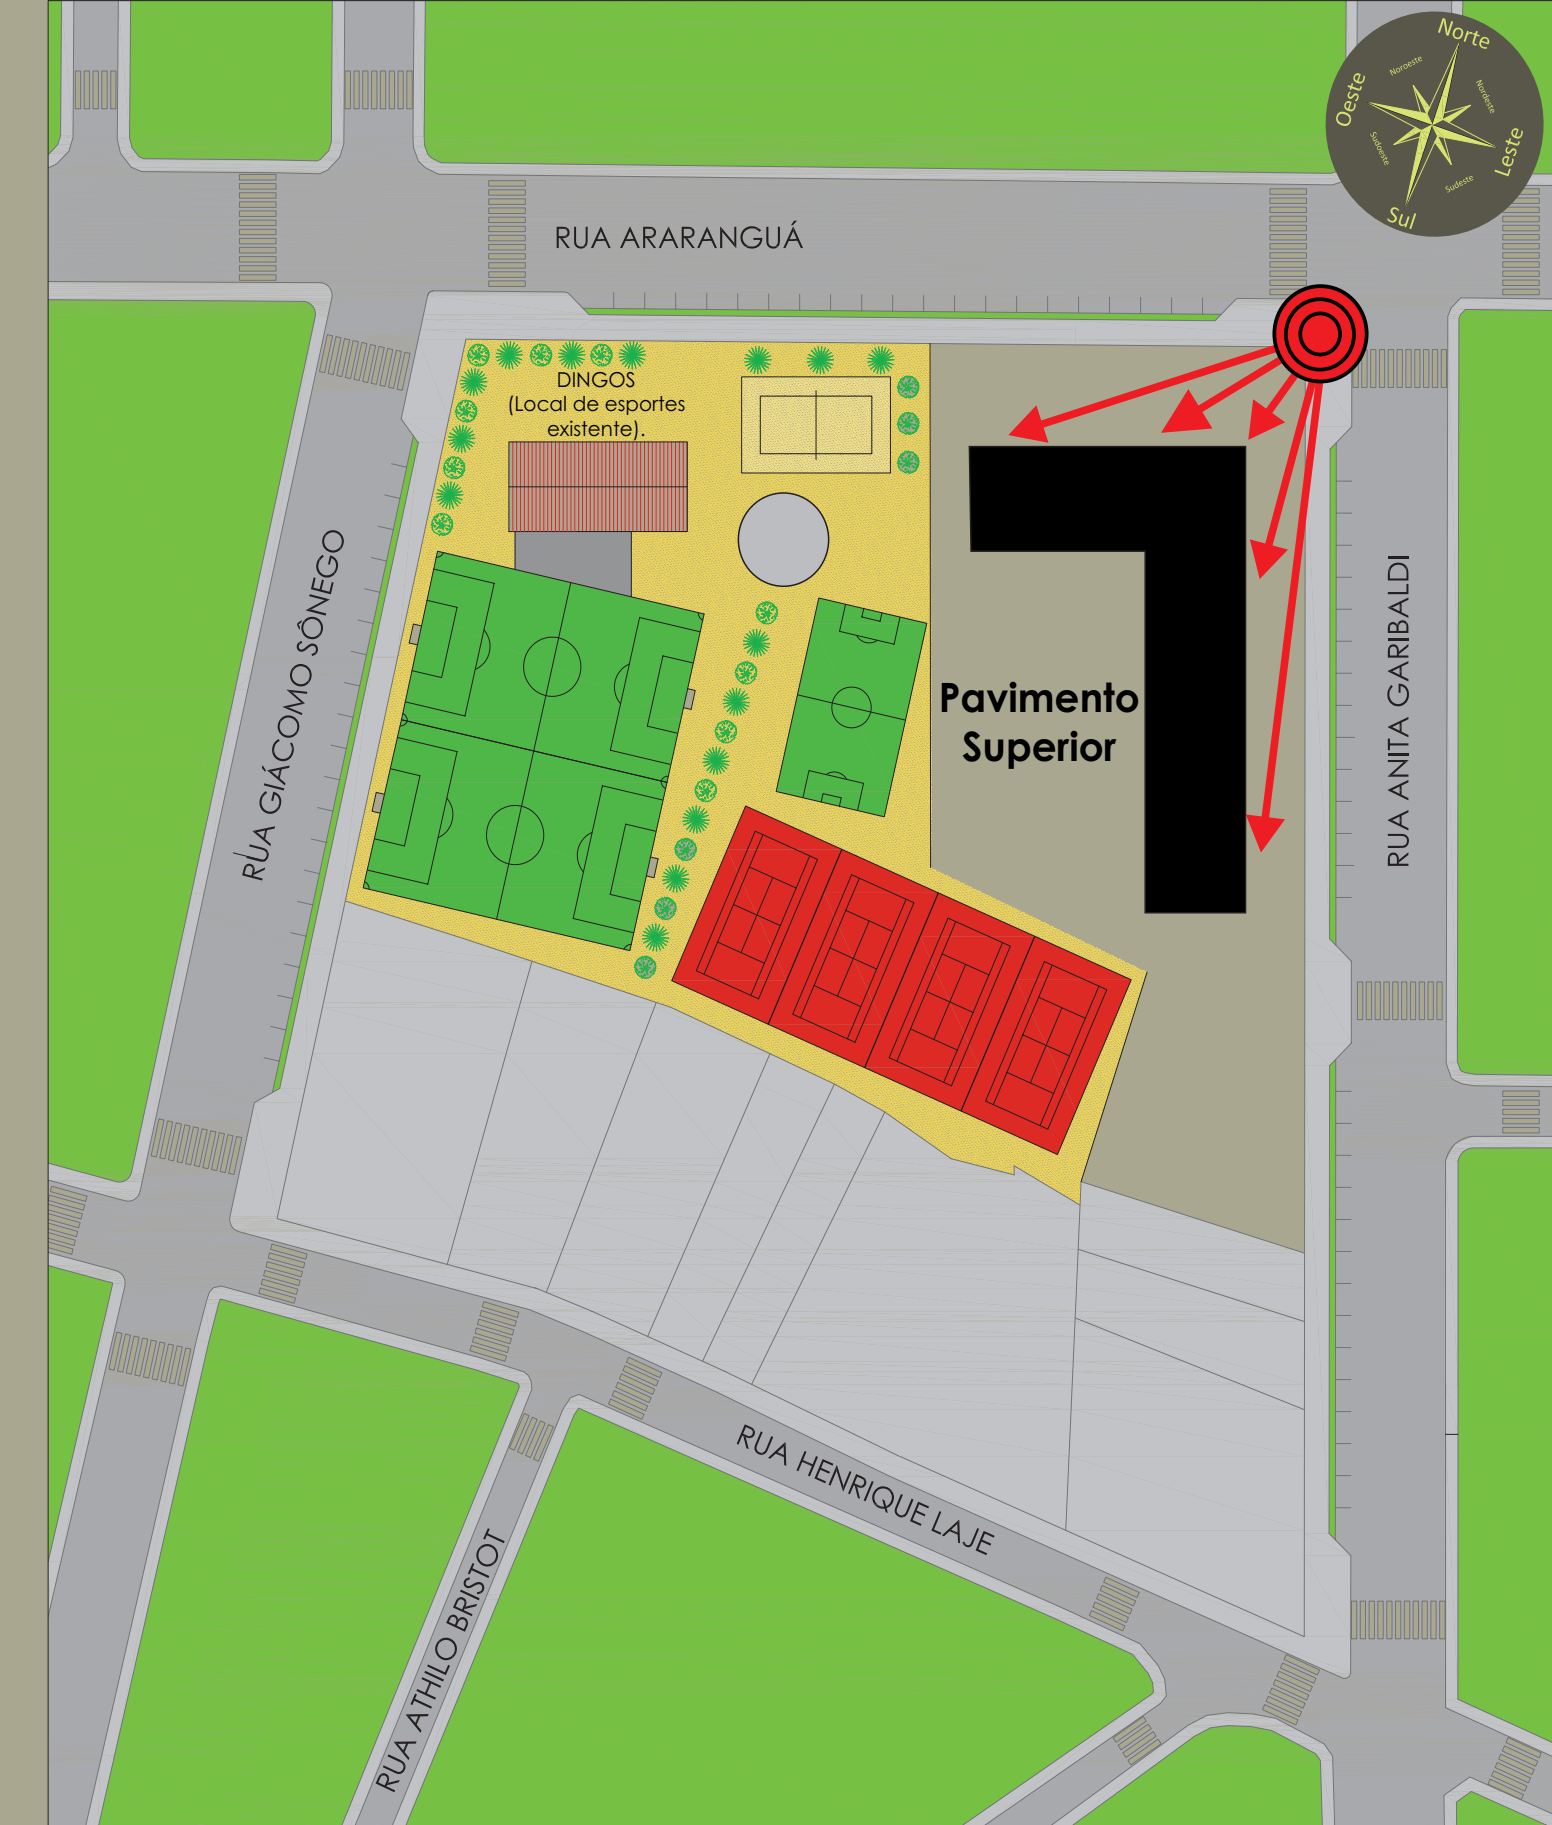 Norte
Noroeste
Nordeste
Oeste
Leste
Sudoeste
Sudeste
Sul
RUA ARARANGUÁ
DINGOS
(Local de esportes
existente).
RUA GIÁCOMO SÔNEGO
RUA ANITA GARIBALDI
Pavimento
Superior
RUA HENRIQUE LAJE
RUA ATHILO BRISTOT